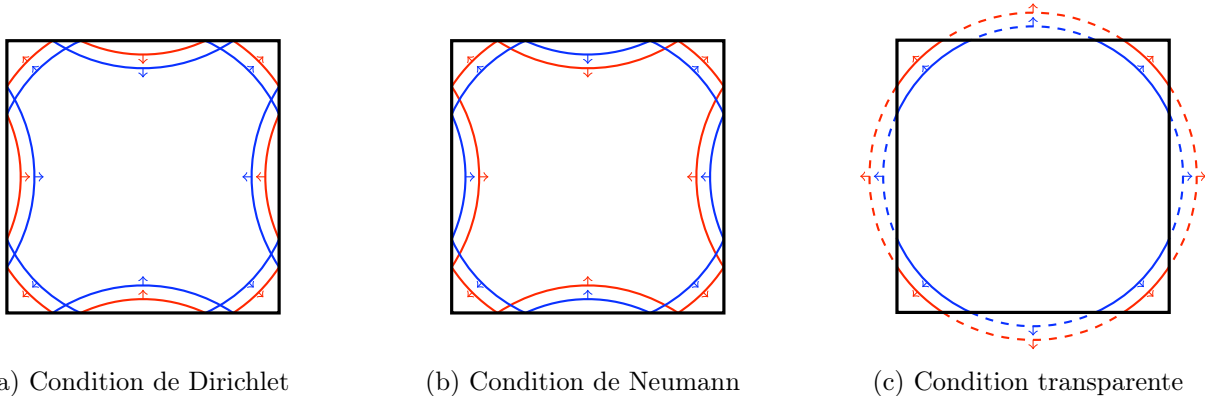 a) Condition de Dirichlet
(b) Condition de Neumann
(c) Condition transparente